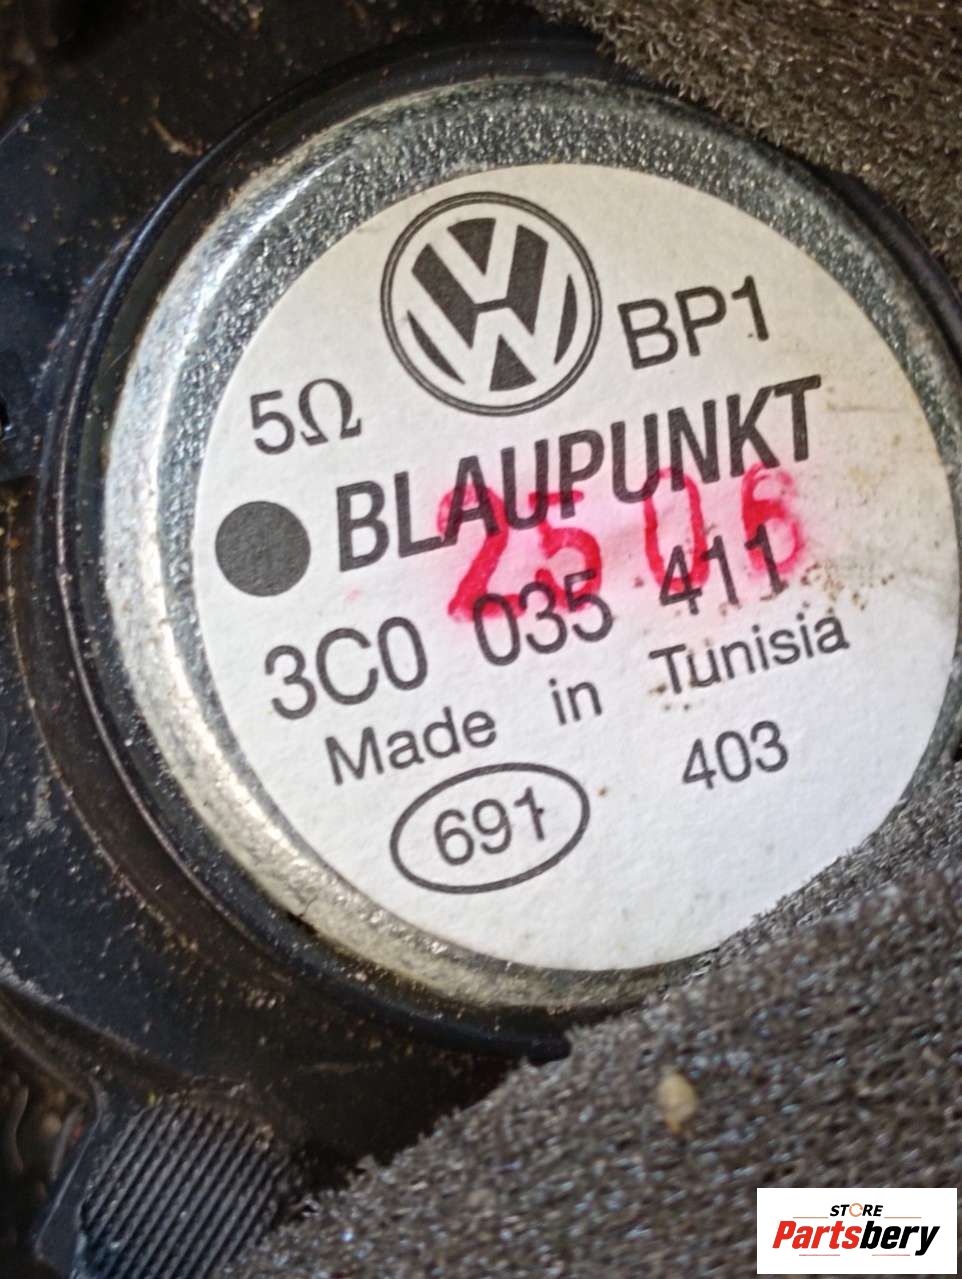 5Ω BP1
BLAUPUNKT
2506
3C0 035 411
Made in Tunisia
691 403
STORE
Partsbery